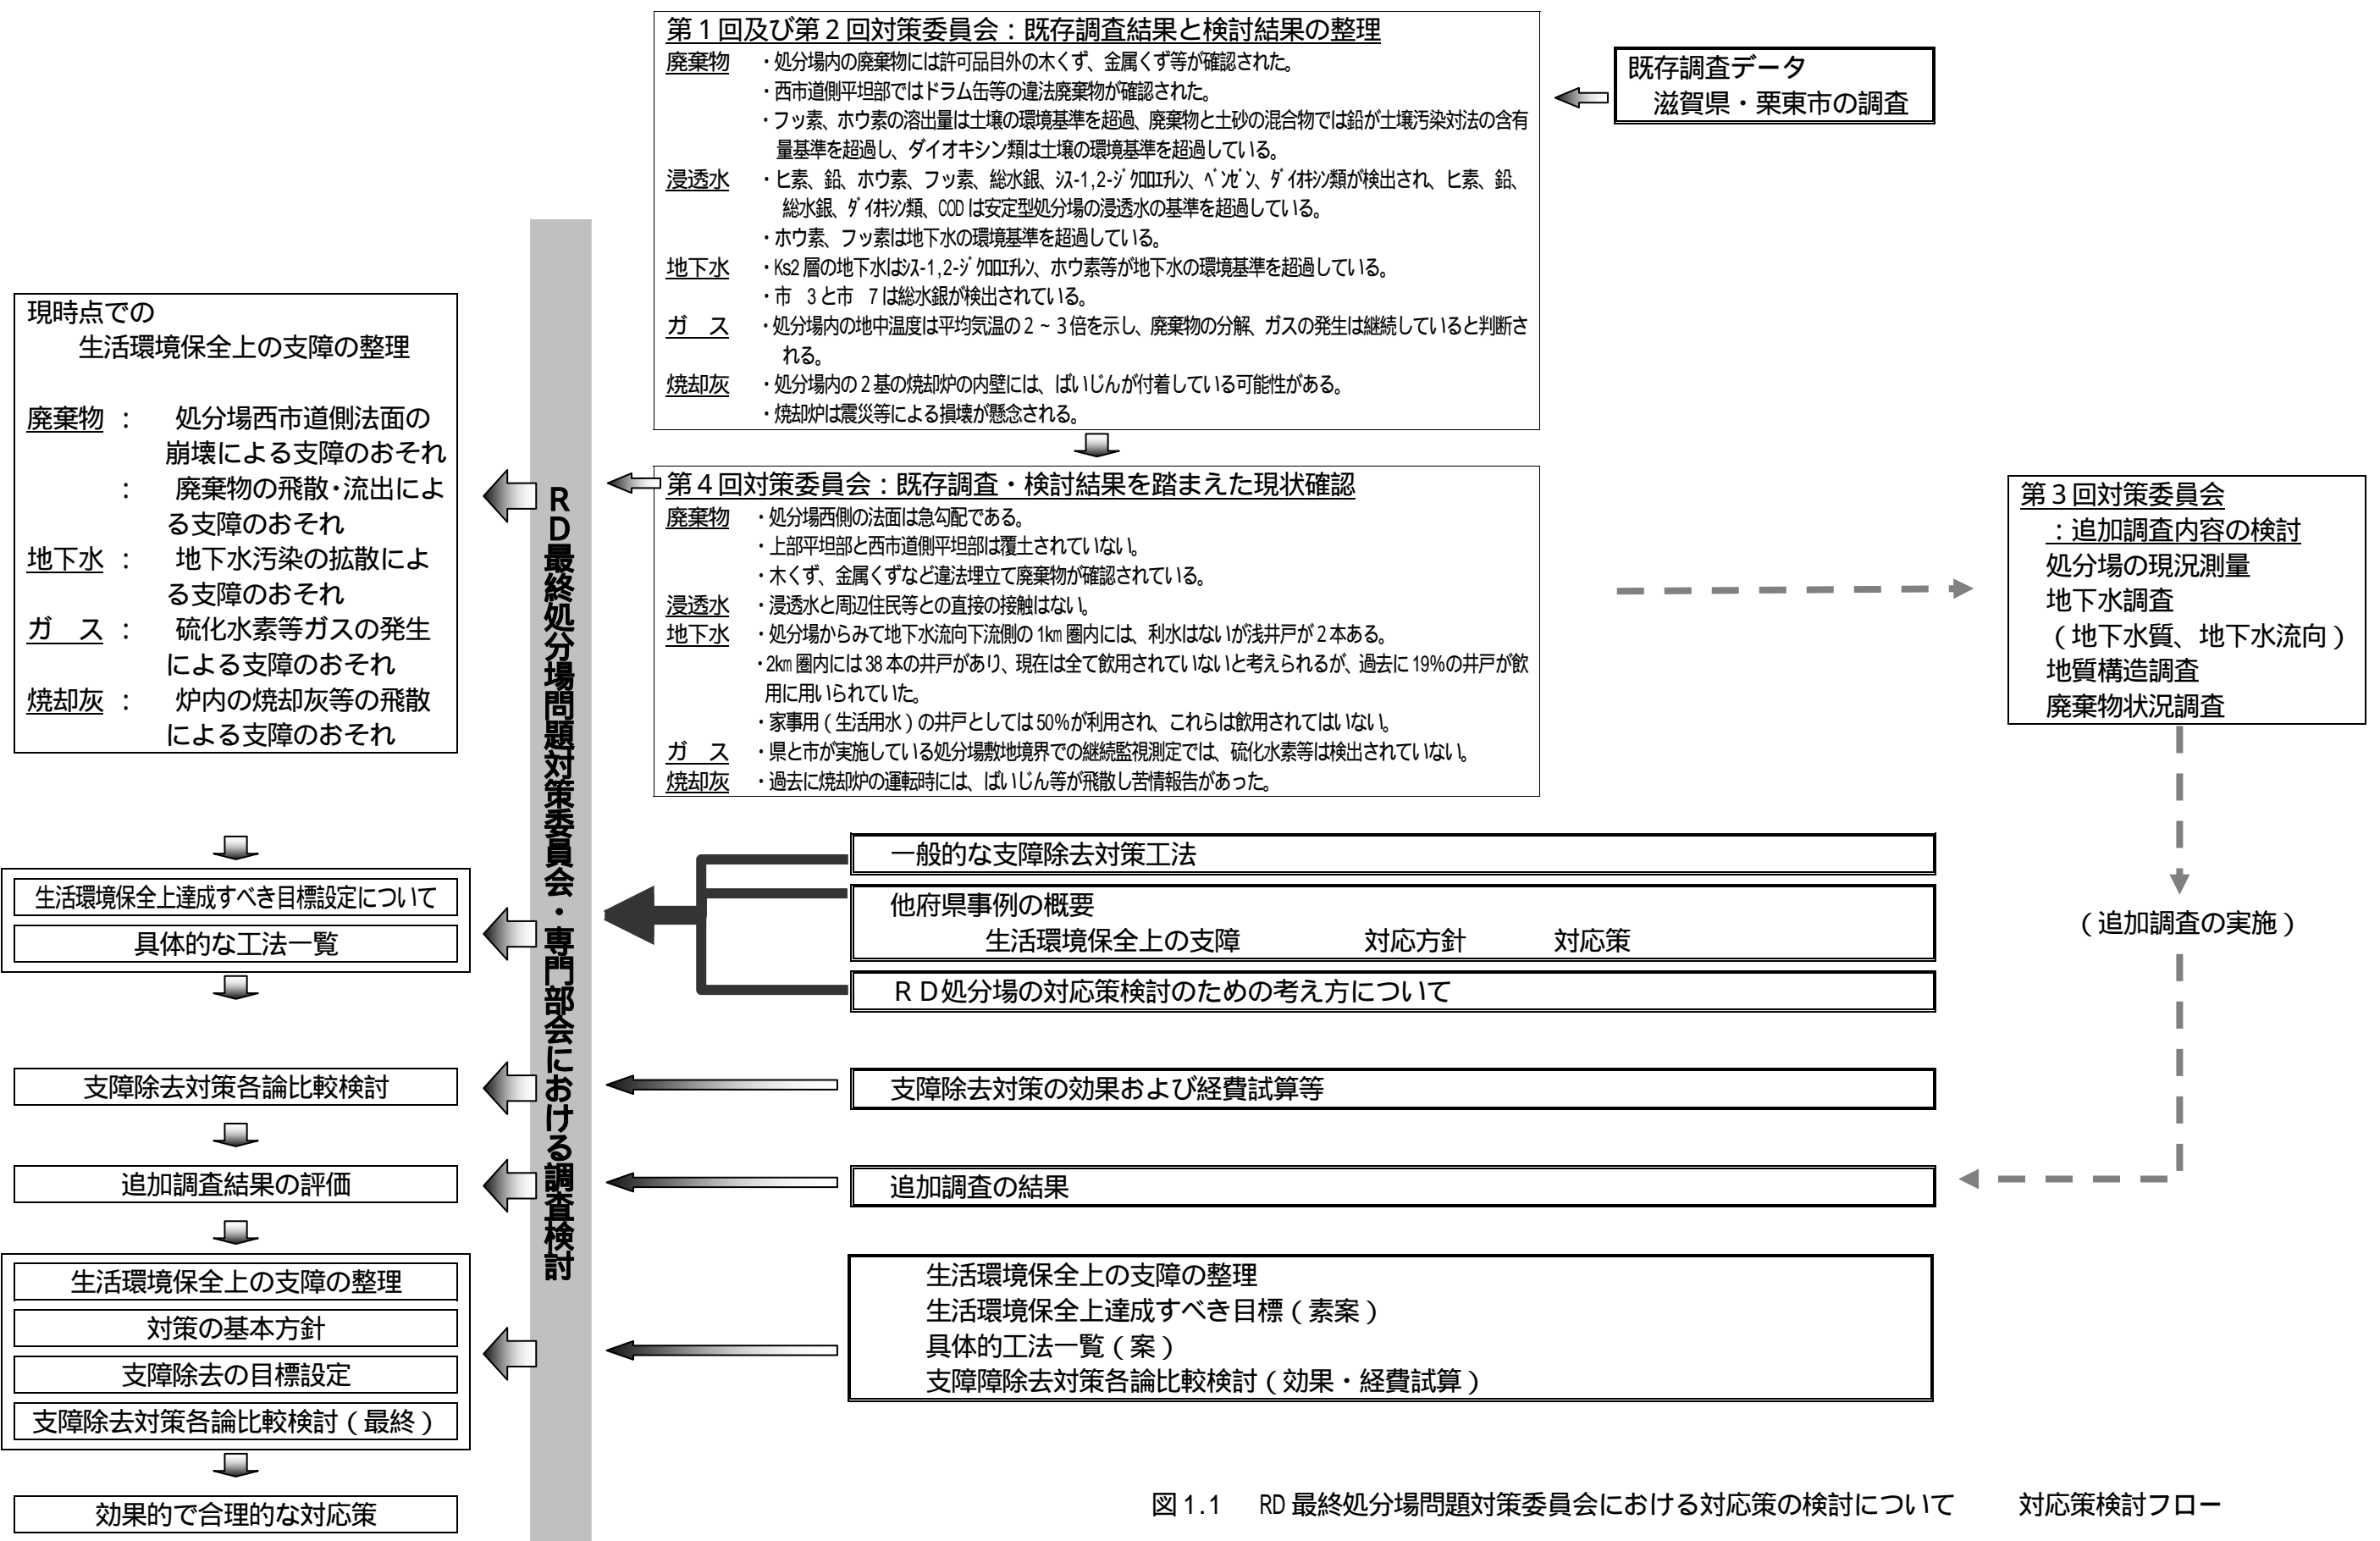 第1回及び第2回対策委員会：既存調査結果と検討結果の整理
廃棄物　・処分場内の廃棄物には許可品目外の木くず、金属くず等が確認された。
・西市道側平坦部ではドラム缶等の違法廃棄物が確認された。
・フッ素、ホウ素の溶出量は土壌の環境基準を超過、廃棄物と土砂の混合物では鉛が土壌汚染対法の含有
量基準を超過し、ダイオキシン類は土壌の環境基準を超過している。
浸透水　・ヒ素、鉛、ホウ素、フッ素、総水銀、ｼｽ-1,2-ｼﾞｸﾛﾛｴﾁﾚﾝ、ﾍﾞﾝｾﾞﾝ、ﾀﾞｲｵｷｼﾝ類が検出され、ヒ素、鉛、
総水銀、ﾀﾞｲｵｷｼﾝ類、COD は安定型処分場の浸透水の基準を超過している。
・ホウ素、フッ素は地下水の環境基準を超過している。
地下水　・Ks2 層の地下水はｼｽ-1,2-ｼﾞｸﾛﾛｴﾁﾚﾝ、ホウ素等が地下水の環境基準を超過している。
・市　3 と市　7 は総水銀が検出されている。
ガ　ス　・処分場内の地中温度は平均気温の２～３倍を示し、廃棄物の分解、ガスの発生は継続していると判断さ
れる。
焼却灰　・処分場内の２基の焼却炉の内壁には、ばいじんが付着している可能性がある。
・焼却炉は震災等による損壊が懸念される。
既存調査データ
滋賀県・栗東市の調査
第４回対策委員会：既存調査・検討結果を踏まえた現状確認
廃棄物　・処分場西側の法面は急勾配である。
・上部平坦部と西市道側平坦部は覆土されていない。
・木くず、金属くずなど違法埋立て廃棄物が確認されている。
浸透水　・浸透水と周辺住民等との直接の接触はない。
地下水　・処分場からみて地下水流向下流側の 1km 圏内には、利水はないが浅井戸が２本ある。
・2km 圏内には 38 本の井戸があり、現在は全て飲用されていないと考えられるが、過去に 19%の井戸が飲
用に用いられていた。
・家事用（生活用水）の井戸としては 50%が利用され、これらは飲用されてはいない。
ガ　ス　・県と市が実施している処分場敷地境界での継続監視測定では、硫化水素等は検出されていない。
焼却灰　・過去に焼却炉の運転時には、ばいじん等が飛散し苦情報告があった。
第３回対策委員会
：追加調査内容の検討
処分場の現況測量
地下水調査
（地下水質、地下水流向）
地質構造調査
廃棄物状況調査
（追加調査の実施）
現時点での
生活環境保全上の支障の整理
廃棄物：　処分場西市道側法面の
崩壊による支障のおそれ
：　廃棄物の飛散・流出によ
る支障のおそれ
地下水：　地下水汚染の拡散によ
る支障のおそれ
ガ　ス：　硫化水素等ガスの発生
による支障のおそれ
焼却灰：　炉内の焼却灰等の飛散
による支障のおそれ
ＲＤ最終処分場問題対策委員会・専門部会における調査検討
生活環境保全上達成すべき目標設定について
具体的な工法一覧
一般的な支障除去対策工法
他府県事例の概要
生活環境保全上の支障　　対応方針　　対応策
ＲＤ処分場の対応策検討のための考え方について
支障除去対策各論比較検討
支障除去対策の効果および経費試算等
追加調査結果の評価
追加調査の結果
生活環境保全上の支障の整理
対策の基本方針
支障除去の目標設定
支障除去対策各論比較検討（最終）
生活環境保全上の支障の整理
生活環境保全上達成すべき目標（素案）
具体的工法一覧（案）
支障障除去対策各論比較検討（効果・経費試算）
効果的で合理的な対応策
図 1.1　RD 最終処分場問題対策委員会における対応策の検討について　　対応策検討フロー